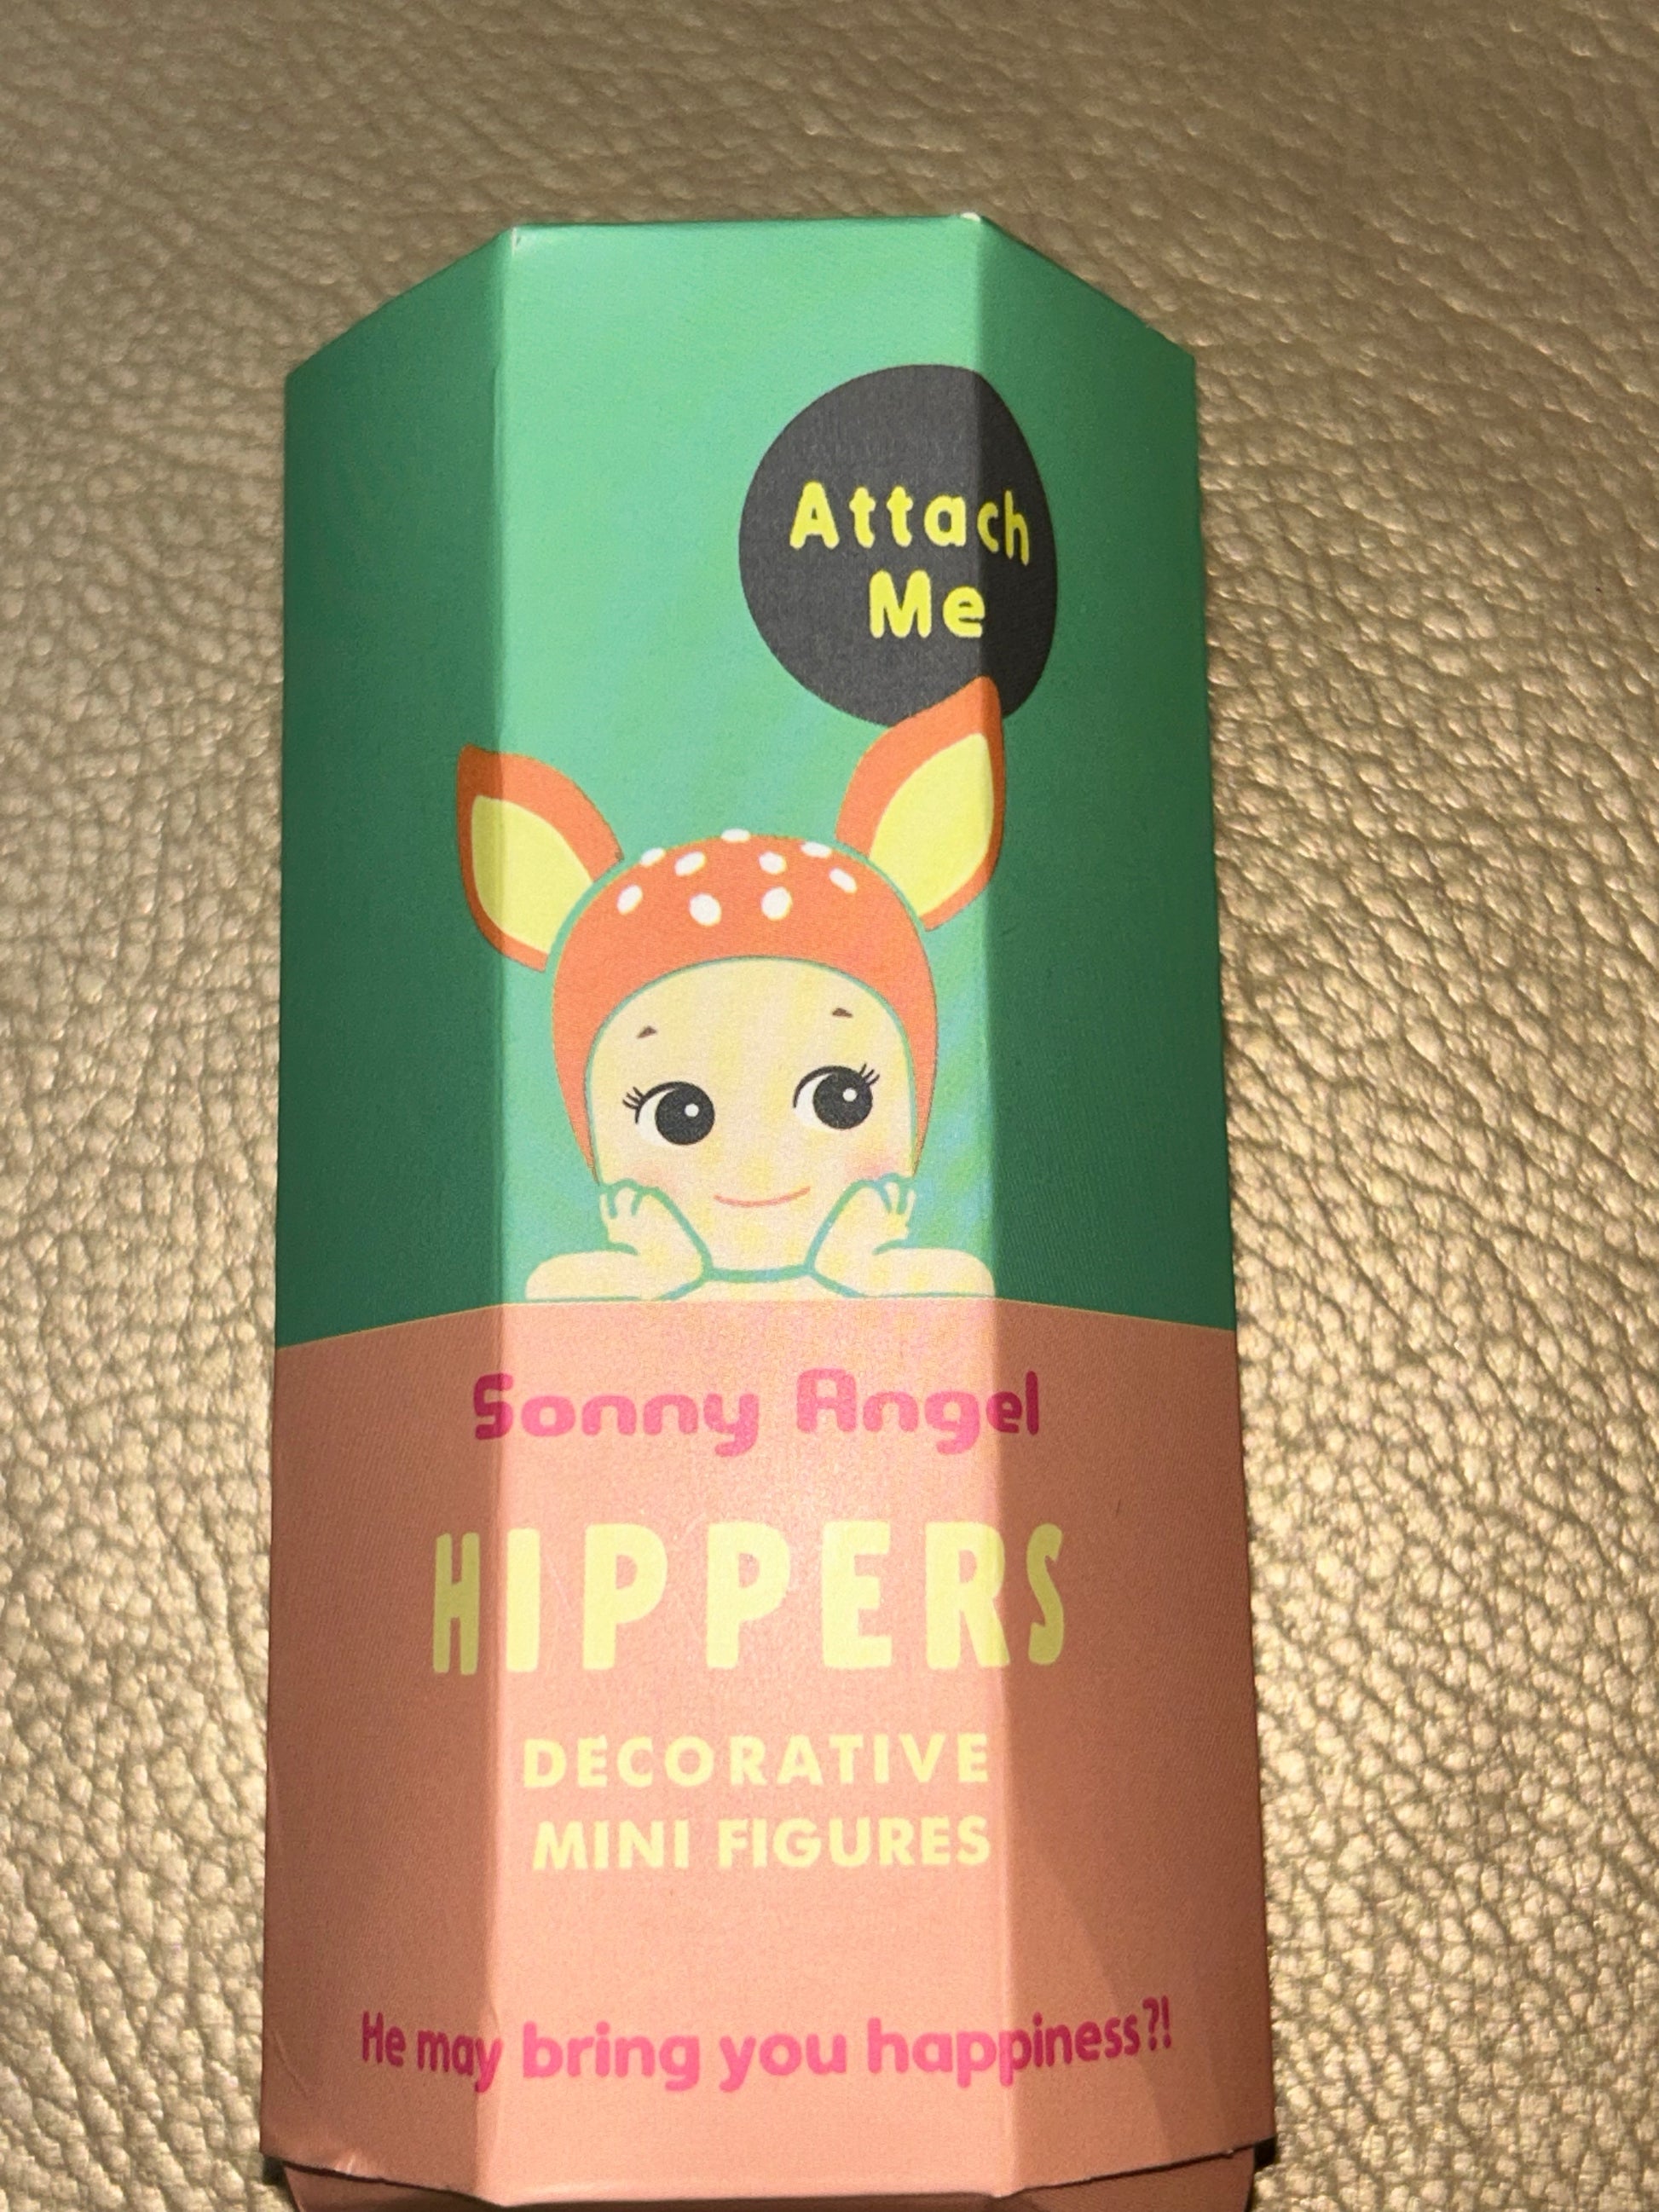 Attach
Me
Sonny Angel
HIPPERS
DECORATIVE
MINI FIGURES
He may bring you happiness?!